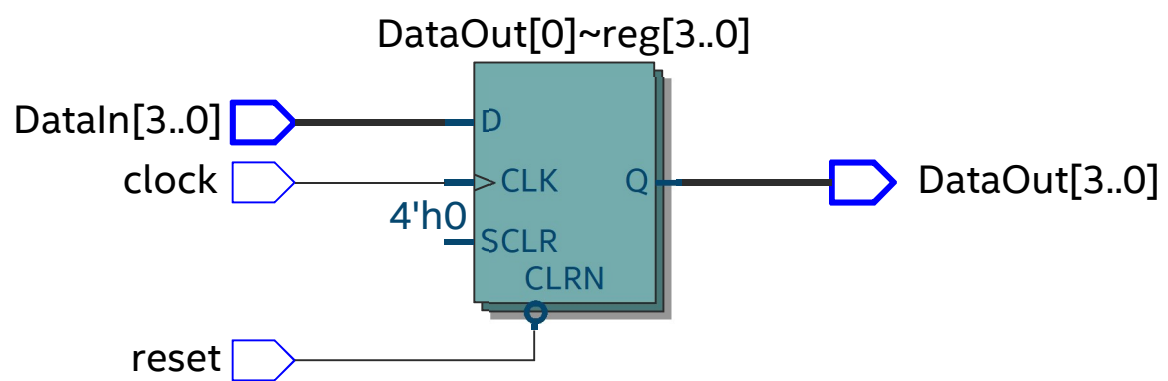 DataOut[0]~reg[3..0]
DataIn[3..0]
D
clock
CLK
Q
DataOut[3..0]
4'h0
SCLR
CLRN
reset